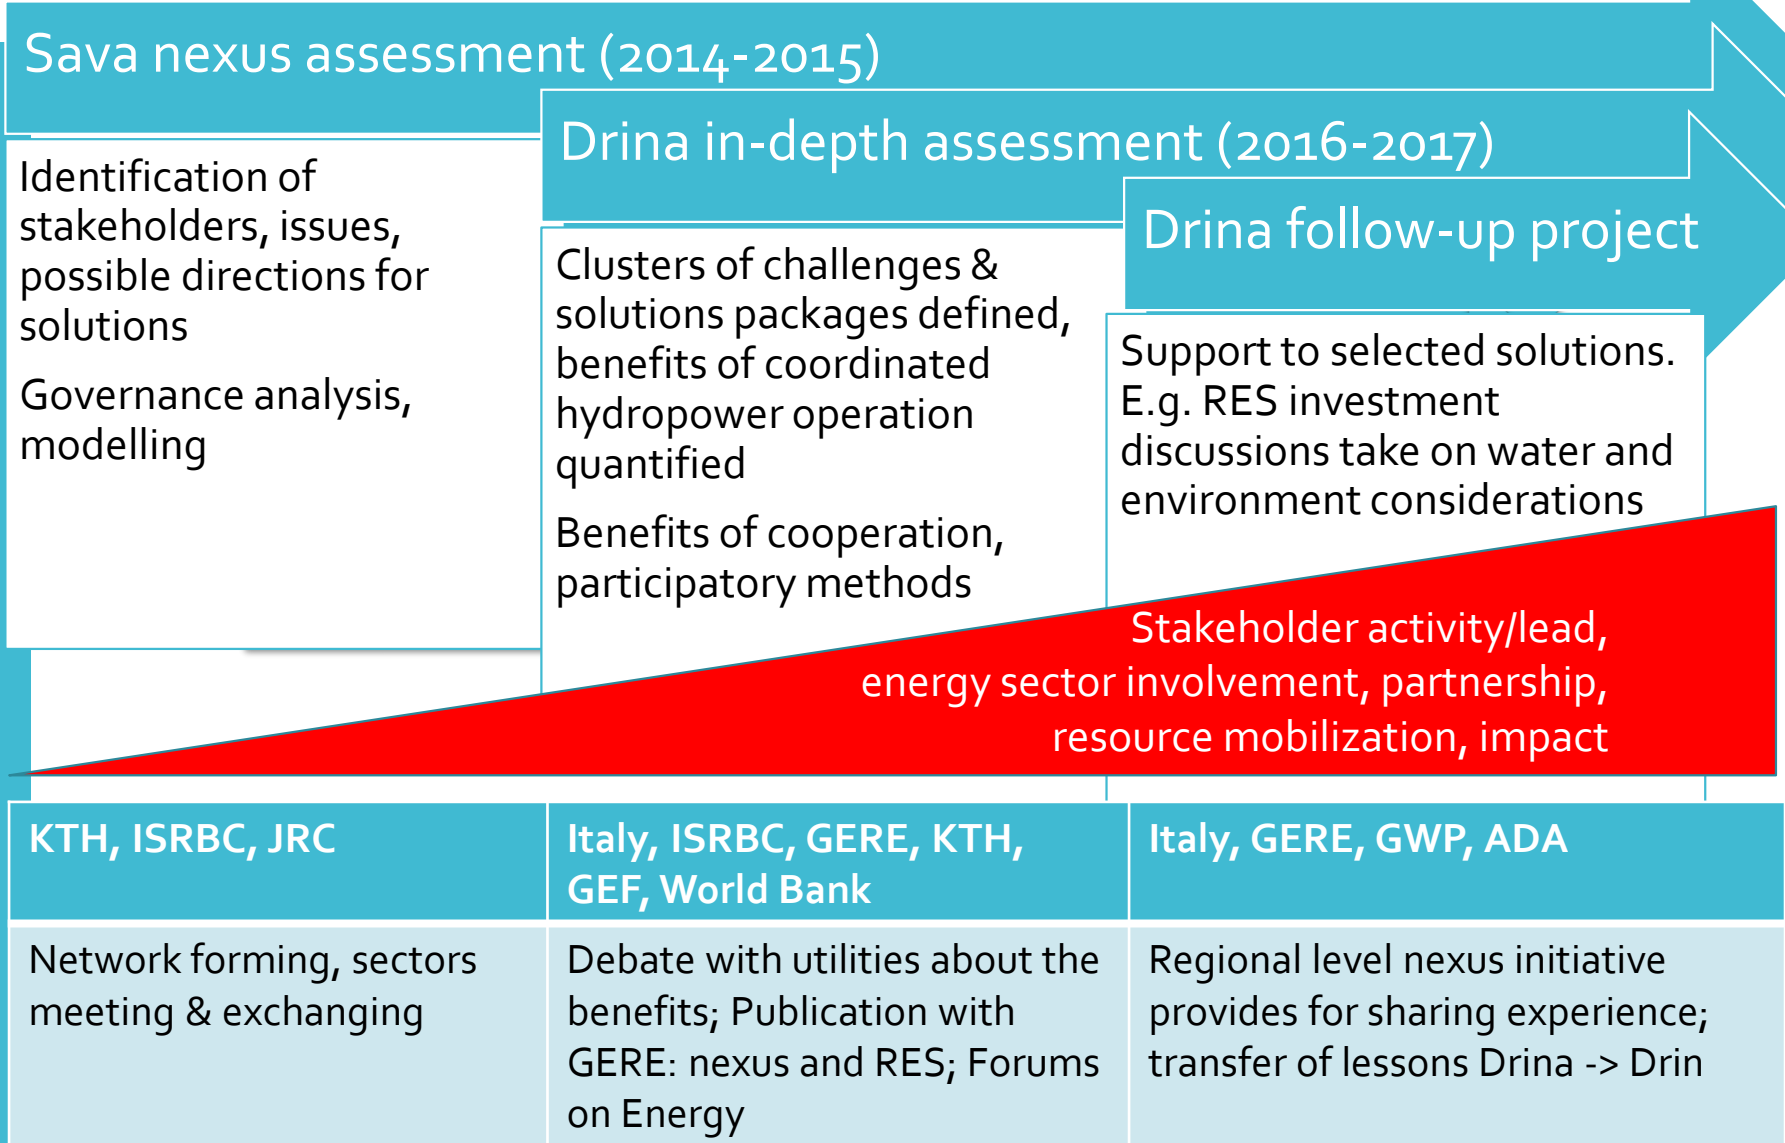 Sava nexus assessment (2014-2015)
Identification of
stakeholders, issues,
possible directions for
solutions
Governance analysis,
modelling
Drina in-depth assessment (2016-2017)
Clusters of challenges &
solutions packages defined,
benefits of coordinated
hydropower operation
quantified
Benefits of cooperation,
participatory methods
Drina follow-up project
Support to selected solutions.
E.g. RES investment
discussions take on water and
environment considerations
Stakeholder activity/lead,
energy sector involvement, partnership,
resource mobilization, impact
KTH, ISRBC, JRC
Italy, ISRBC, GERE, KTH,
GEF, World Bank
Italy, GERE, GWP, ADA
Network forming, sectors
meeting & exchanging
Debate with utilities about the
benefits; Publication with
GERE: nexus and RES; Forums
on Energy
Regional level nexus initiative
provides for sharing experience;
transfer of lessons Drina -> Drin